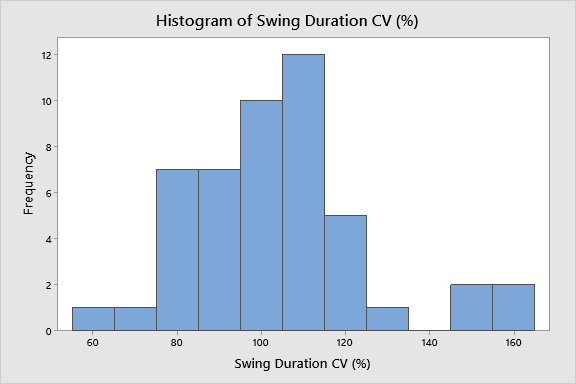 Histogram of Swing Duration CV (%)
12
10
8
6
4
2
0
Frequency
60 80 100 120 140 160
Swing Duration CV (%)